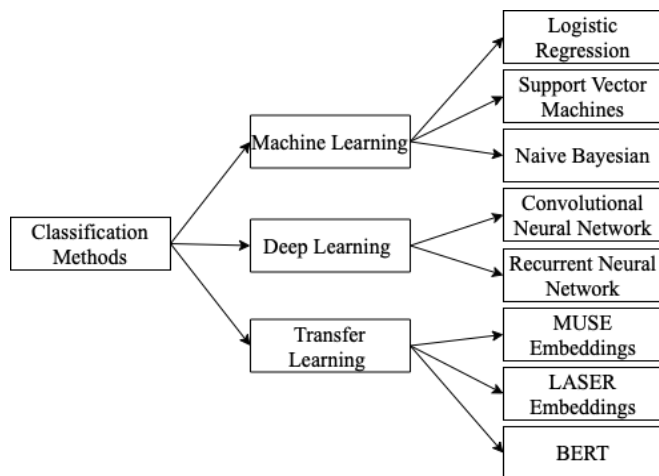 Classification
Methods
Machine Learning
Deep Learning
Transfer
Learning
Logistic
Regression
Support Vector
Machines
Naive Bayesian
Convolutional
Neural Network
Recurrent Neural
Network
MUSE
Embeddings
LASER
Embeddings
BERT